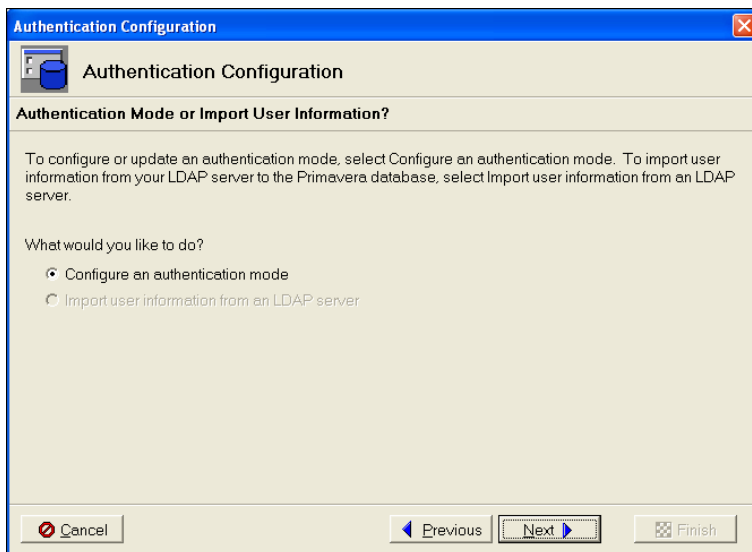 Authentication Configuration
Authentication Configuration
Authentication Mode or Import User Information?
To configure or update an authentication mode, select Configure an authentication mode. To import user
information from your LDAP server to the Primavera database, select Import user information from an LDAP
server.
What would you like to do?
Configure an authentication mode
Import user information from an LDAP server
Cancel
Previous
Next
Finish